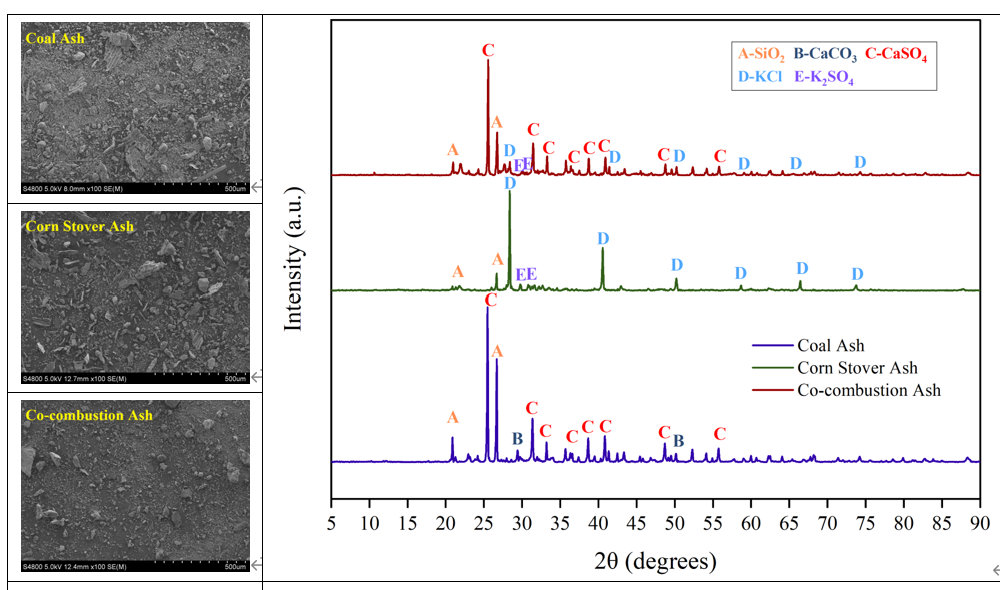 Coal Ash
S4800 5.0kV 8.0mm x100 SE(M)
500um
Corn Stover Ash
S4800 5.0kV 12.7mm x100 SE(M)
500um
Co-combustion Ash
S4800 5.0kV 12.4mm x100 SE(M)
500um
A-SiO₂ B-CaCO₃ C-CaSO₄
D-KCl E-K₂SO₄
A C A D E E C C C C C D C D C D D D
A A D E E D D D D D
A C A B C C C C C C B C
Coal Ash
Corn Stover Ash
Co-combustion Ash
Intensity (a.u.)
5 10 15 20 25 30 35 40 45 50 55 60 65 70 75 80 85 90
2θ (degrees)